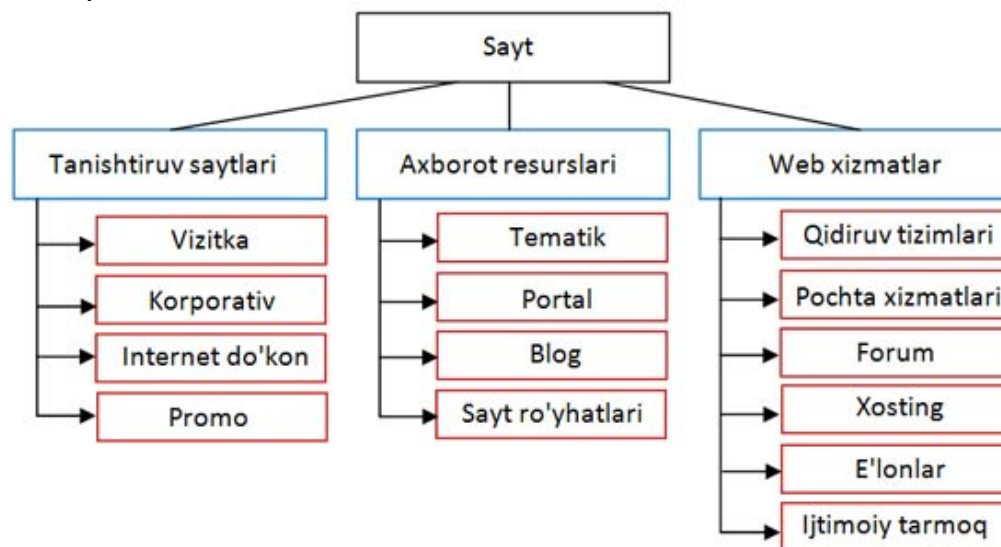 Sayt
Tanishtiruv saytlari
Vizitka
Korporativ
Internet do'kon
Promo
Axborot resurslari
Tematik
Portal
Blog
Sayt ro'yhatlari
Web xizmatlar
Qidiruv tizimlari
Pochta xizmatlari
Forum
Xosting
E'lonlar
Ijtimoiy tarmoq